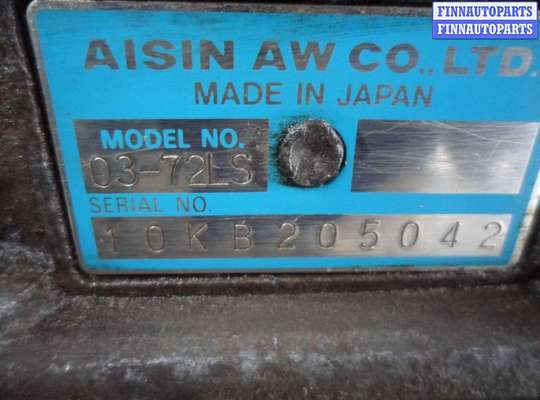 FINNAUTOPARTS
FINNAUTOPARTS
AISIN AW CO., LTD.
MADE IN JAPAN
MODEL NO.
03-72LS
SERIAL NO.
10KB205042